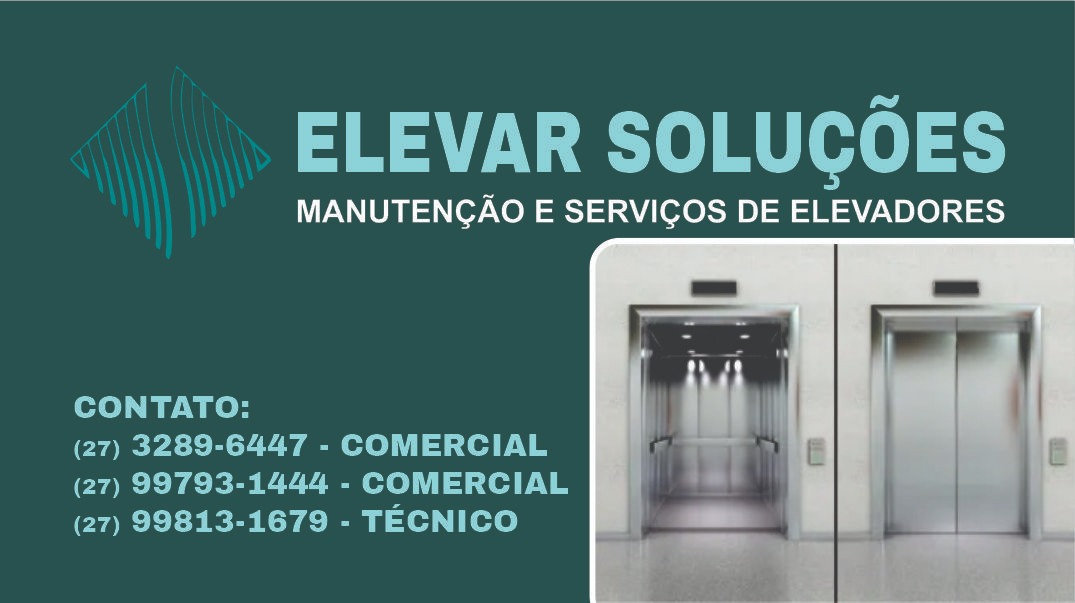 ELEVAR SOLUÇÕES
MANUTENÇÃO E SERVIÇOS DE ELEVADORES
CONTATO:
(27) 3289-6447 - COMERCIAL
(27) 99793-1444 - COMERCIAL
(27) 99813-1679 - TÉCNICO